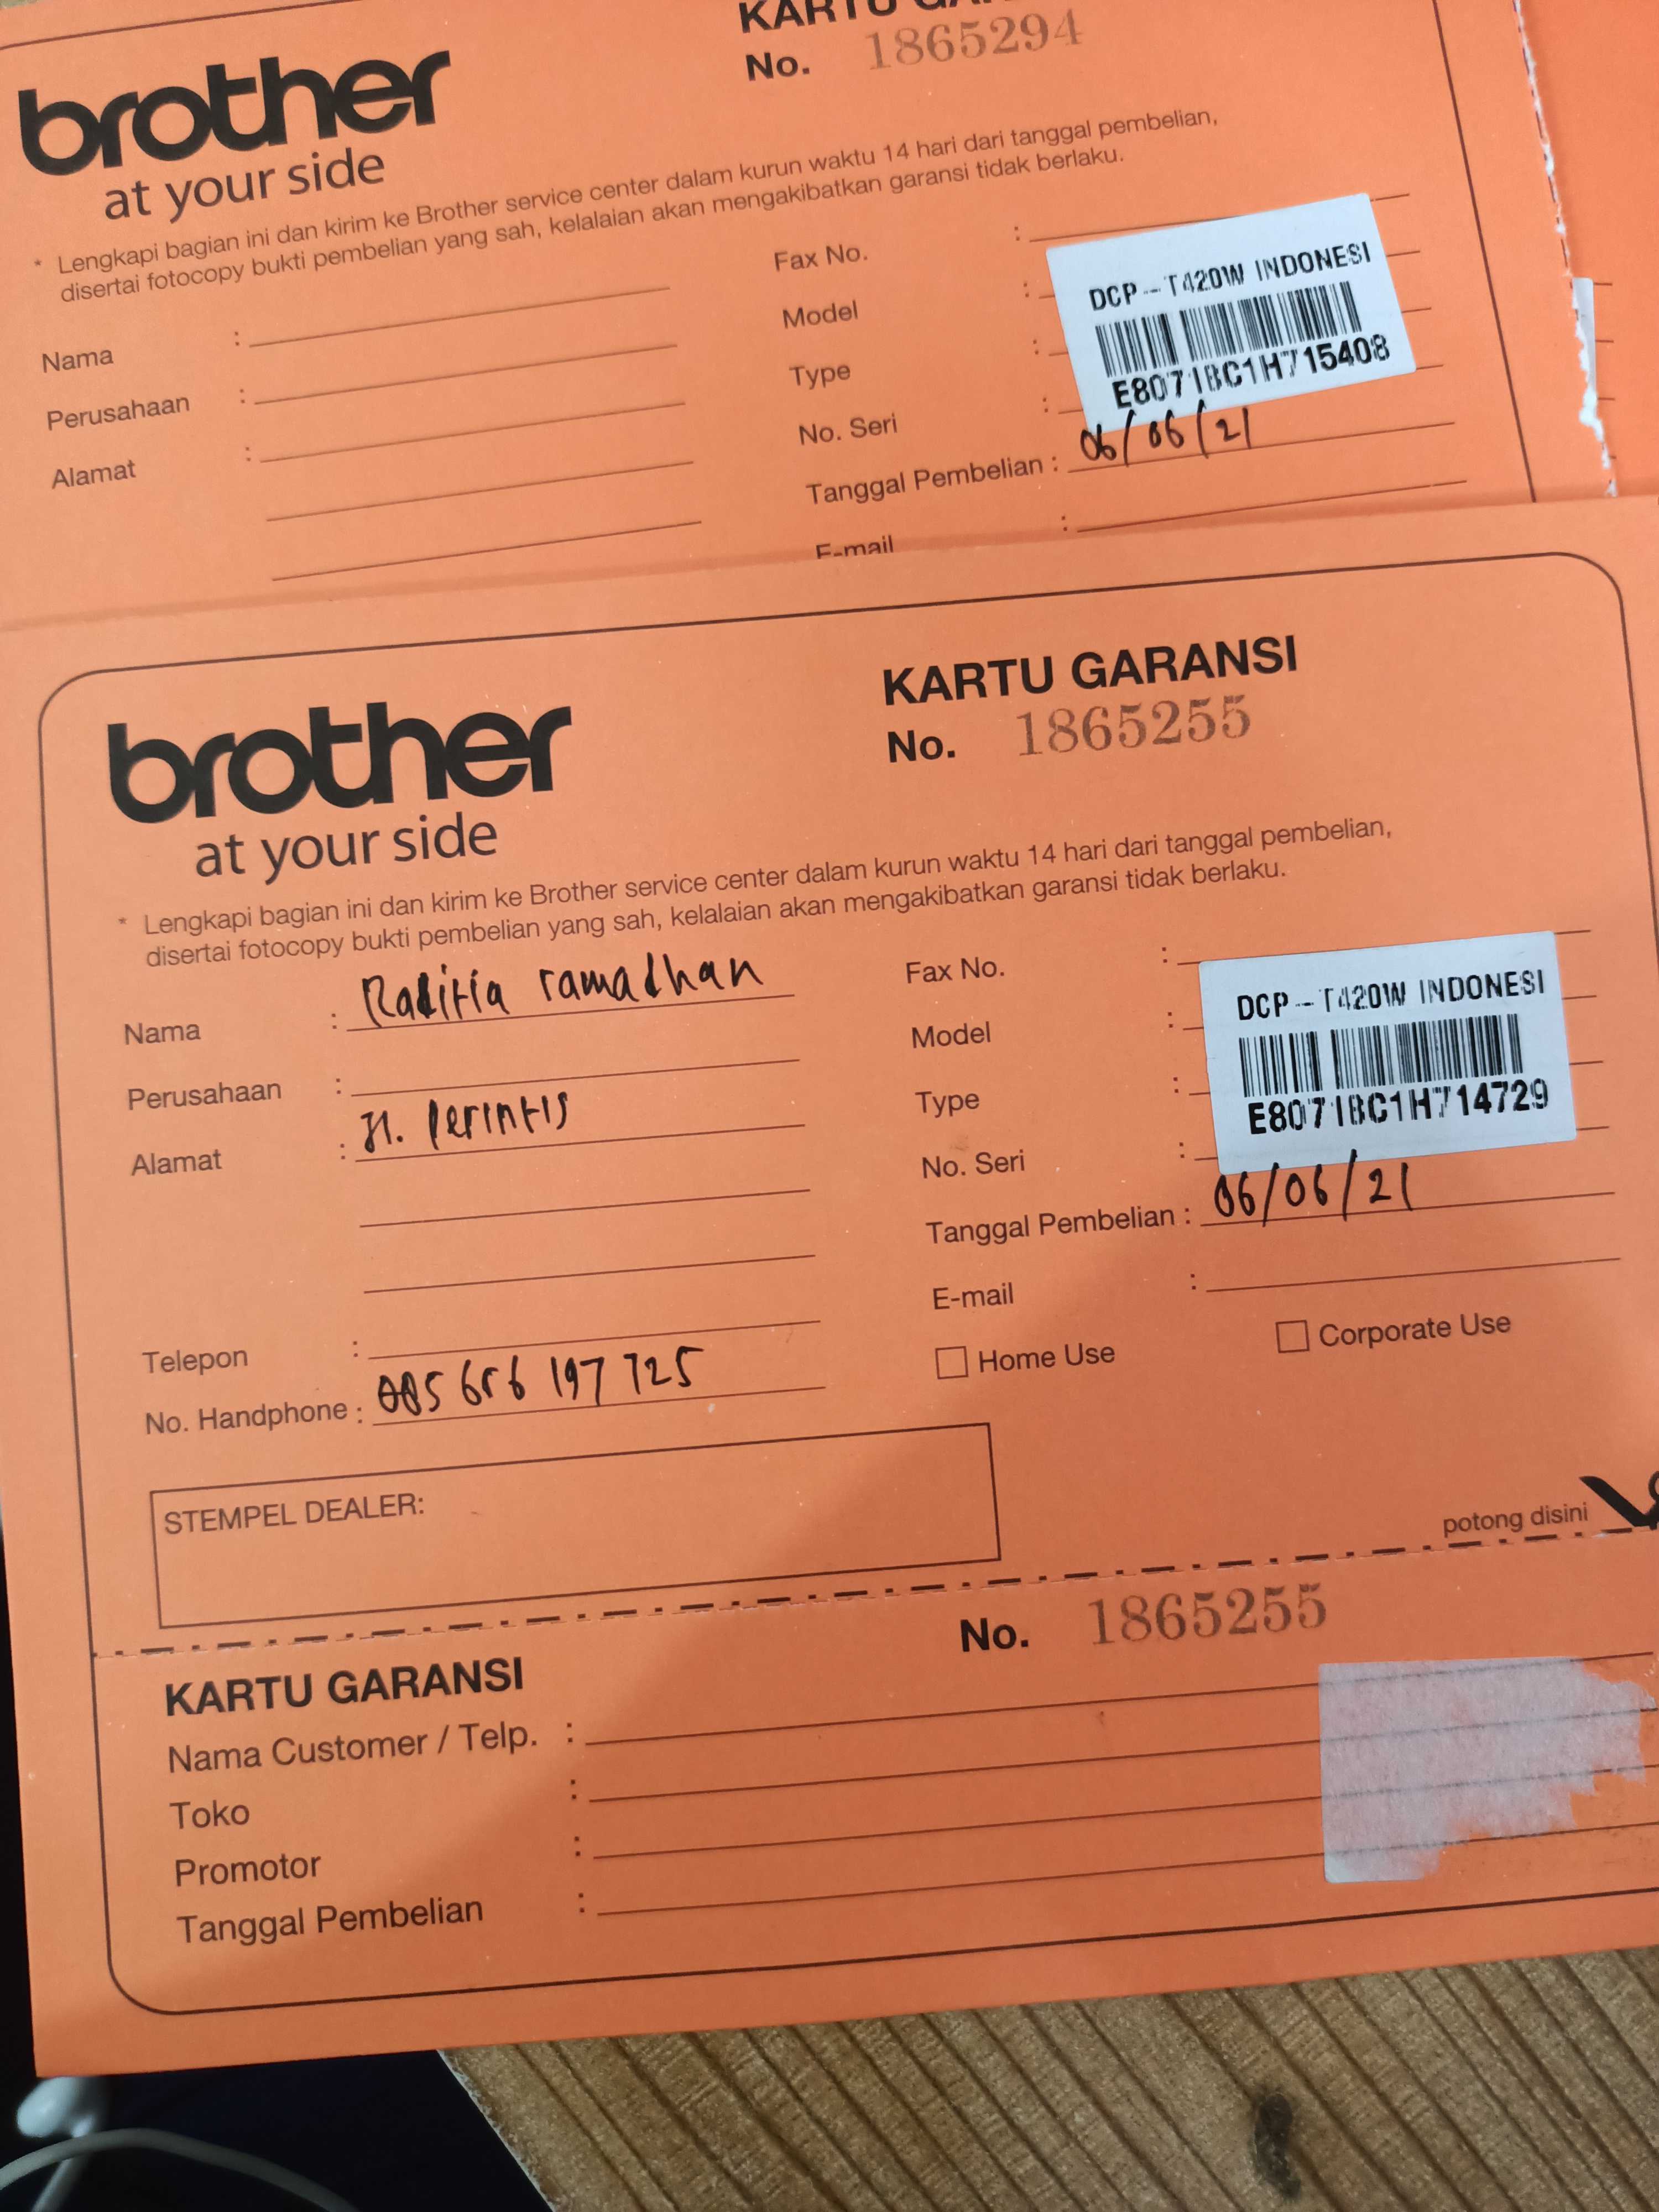 KARTU
No. 1865294
brother
at your side
* Lengkapi bagian ini dan kirim ke Brother service center dalam kurun waktu 14 hari dari tanggal pembelian,
disertai fotocopy bukti pembelian yang sah, kelalaian akan mengakibatkan garansi tidak berlaku.
Nama :
Perusahaan :
Alamat :
Fax No. :
Model :
Type :
No. Seri :
DCP-T420W INDONESI
E8071BC1H715408
Tanggal Pembelian : 06/06/21
E-mail :
KARTU GARANSI
No. 1865255
brother
at your side
* Lengkapi bagian ini dan kirim ke Brother service center dalam kurun waktu 14 hari dari tanggal pembelian,
disertai fotocopy bukti pembelian yang sah, kelalaian akan mengakibatkan garansi tidak berlaku.
Nama : Raditia ramadhan
Perusahaan :
Alamat : Jl. Perintis
Telepon :
No. Handphone : 085 656 197 725
Fax No. :
Model :
Type :
No. Seri :
DCP-T420W INDONESI
E8071BC1H714729
Tanggal Pembelian : 06/06/21
E-mail :
Home Use
Corporate Use
STEMPEL DEALER:
potong disini
No. 1865255
KARTU GARANSI
Nama Customer / Telp. :
Toko :
Promotor :
Tanggal Pembelian :